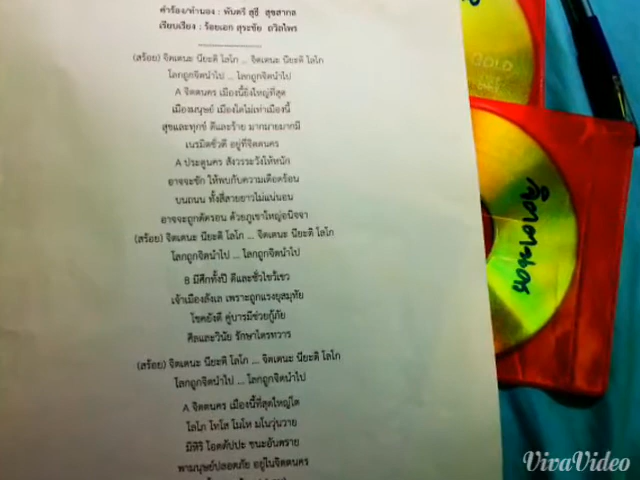 คำร้อง/ทำนอง : พันตรี สุธี สุขสากล
เรียบเรียง : ร้อยเอก สุระชัย ถวิลไพร
(สร้อย) จิตเตนะ นียะติ โลโก ... จิตเตนะ นียะติ โลโก
โลกถูกจิตนำไป ... โลกถูกจิตนำไป
A จิตตนคร เมืองนี้ยิ่งใหญ่ที่สุด
เมืองมนุษย์ เมืองใดไม่เท่าเมืองนี้
สุขและทุกข์ ดีและร้าย มากมายมากมี
เนรมิตชั่วดี อยู่ที่จิตตนคร
A ประตูนคร สังวรระวังให้หนัก
อาจจะชัก ให้พบกับความเดือดร้อน
บนถนน ทั้งสี่สายยาวไม่แน่นอน
อาจจะถูกตัดรอน ด้วยภูเขาใหญ่อนิจจา
(สร้อย) จิตเตนะ นียะติ โลโก ... จิตเตนะ นียะติ โลโก
โลกถูกจิตนำไป ... โลกถูกจิตนำไป
B มีศึกทั้งปี ดีและชั่วไขว้เขว
เจ้าเมืองลังเล เพราะถูกแรงยุสมุทัย
โชคยังดี คู่บารมีช่วยกู้ภัย
ศีลและวินัย รักษาไตรทวาร
(สร้อย) จิตเตนะ นียะติ โลโก ... จิตเตนะ นียะติ โลโก
โลกถูกจิตนำไป ... โลกถูกจิตนำไป
A จิตตนคร เมืองนี้ที่สุดใหญ่โต
โลโภ โทโส โมโห มโนวุ่นวาย
มีหิริ โอตตัปปะ ชนะอันตราย
พามนุษย์ปลอดภัย อยู่ในจิตตนคร
GOLD
VivaVideo